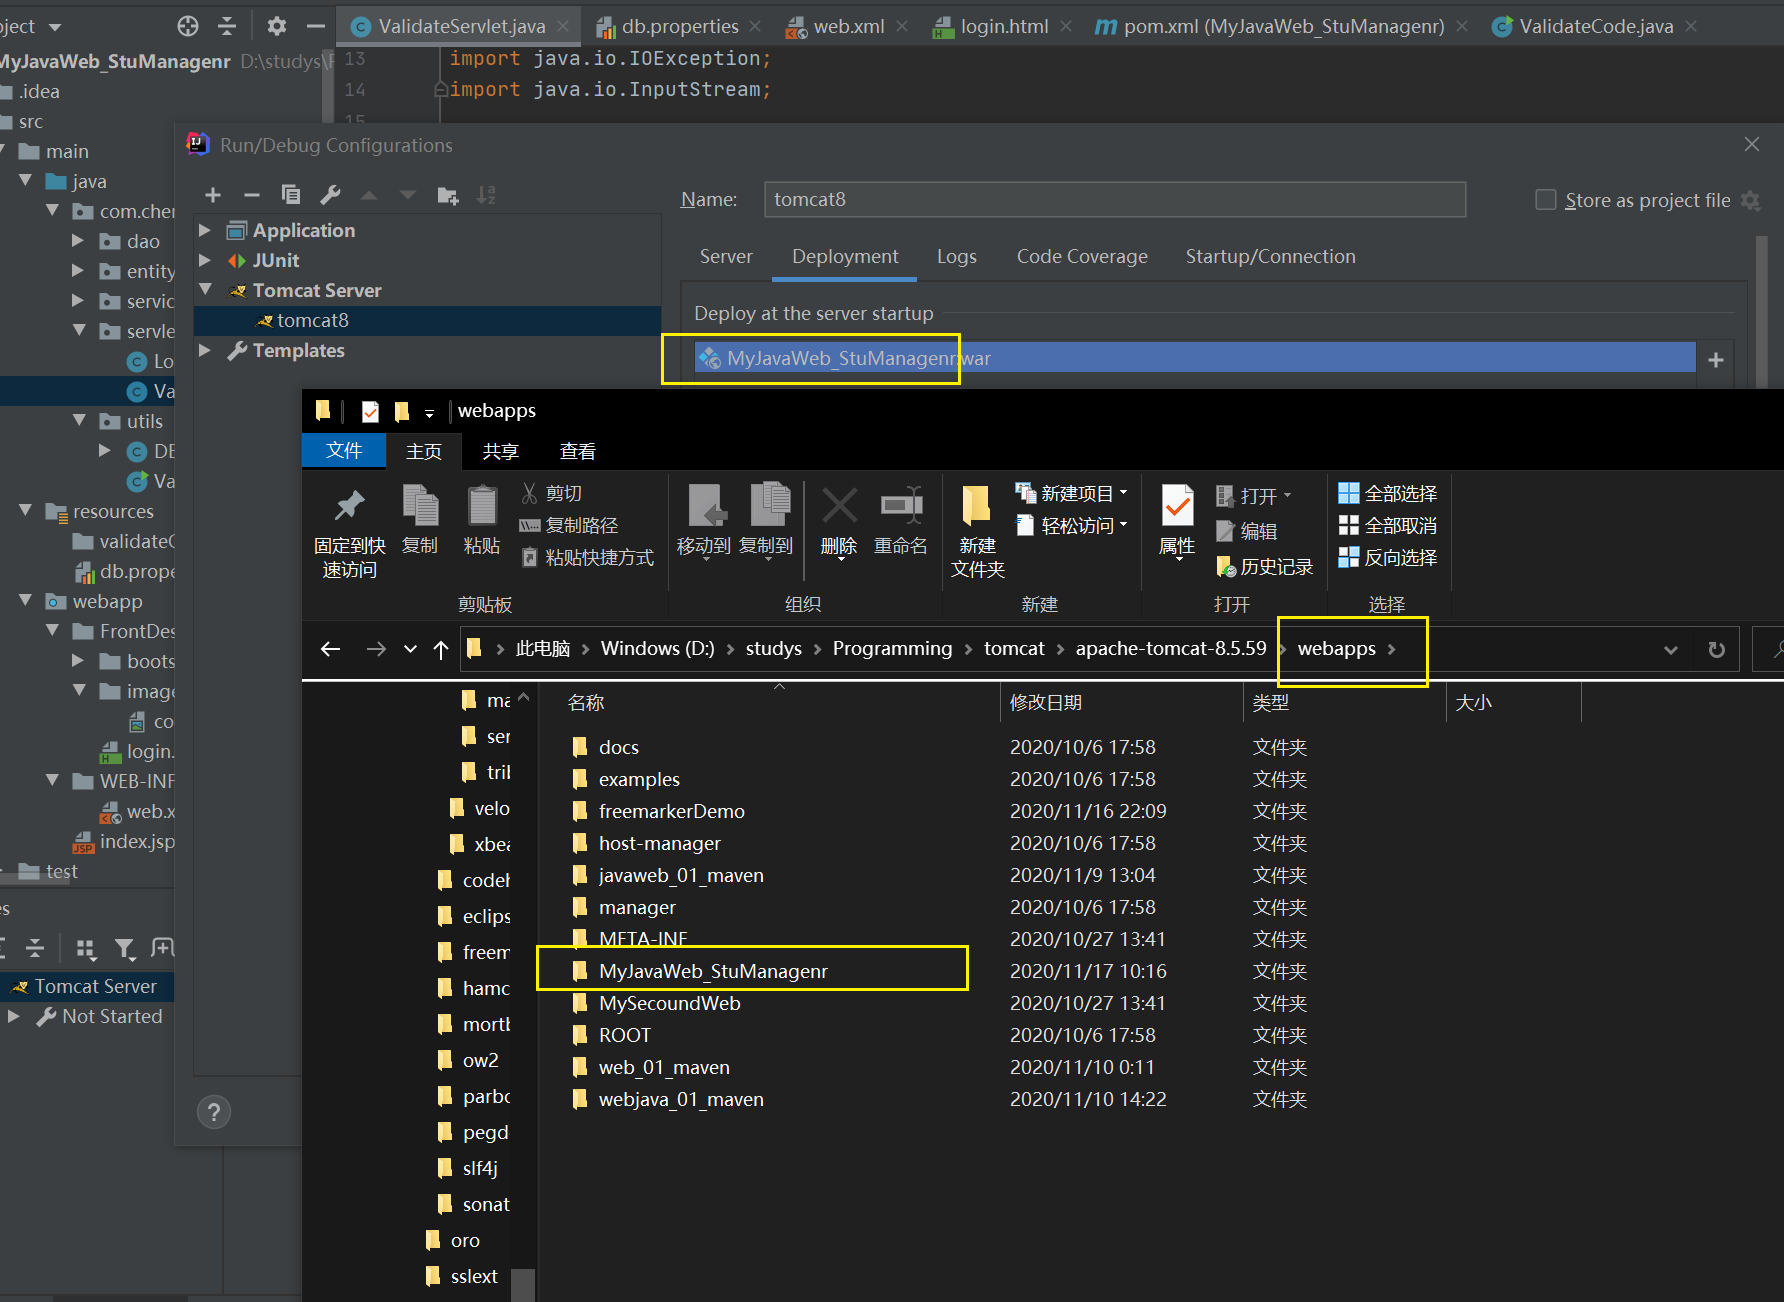 oject
ValidateServlet.java
db.properties
web.xml
login.html
pom.xml (MyJavaWeb_StuManagenr)
ValidateCode.java
MyJavaWeb_StuManagenr D:\studys\P
.idea
src
main
java
com.cher
dao
entity
servic
servle
Lo
Va
utils
DE
Va
resources
validateC
db.prope
webapp
FrontDes
boots
image
co
login.
WEB-INF
web.x
index.jsp
test
es
Tomcat Server
Not Started
13 import java.io.IOException;
14 import java.io.InputStream;
15
Run/Debug Configurations
Application
JUnit
Tomcat Server
tomcat8
Templates
Name: tomcat8
Store as project file
Server Deployment Logs Code Coverage Startup/Connection
Deploy at the server startup
MyJavaWeb_StuManagenr:war
webapps
文件 主页 共享 查看
固定到快
速访问
复制
粘贴
剪切
复制路径
粘贴快捷方式
剪贴板
移动到
复制到
删除
重命名
组织
新建
文件夹
新建项目
轻松访问
新建
属性
打开
编辑
历史记录
打开
全部选择
全部取消
反向选择
选择
此电脑 Windows (D:) studys Programming tomcat apache-tomcat-8.5.59 webapps
ma
ser
trib
velo
xbea
codeh
eclips
freem
hamc
mortb
ow2
parbo
pegd
slf4j
sonat
oro
sslext
名称 修改日期 类型 大小
docs 2020/10/6 17:58 文件夹
examples 2020/10/6 17:58 文件夹
freemarkerDemo 2020/11/16 22:09 文件夹
host-manager 2020/10/6 17:58 文件夹
javaweb_01_maven 2020/11/9 13:04 文件夹
manager 2020/10/6 17:58 文件夹
META-INF 2020/10/27 13:41 文件夹
MyJavaWeb_StuManagenr 2020/11/17 10:16 文件夹
MySecoundWeb 2020/10/27 13:41 文件夹
ROOT 2020/10/6 17:58 文件夹
web_01_maven 2020/11/10 0:11 文件夹
webjava_01_maven 2020/11/10 14:22 文件夹